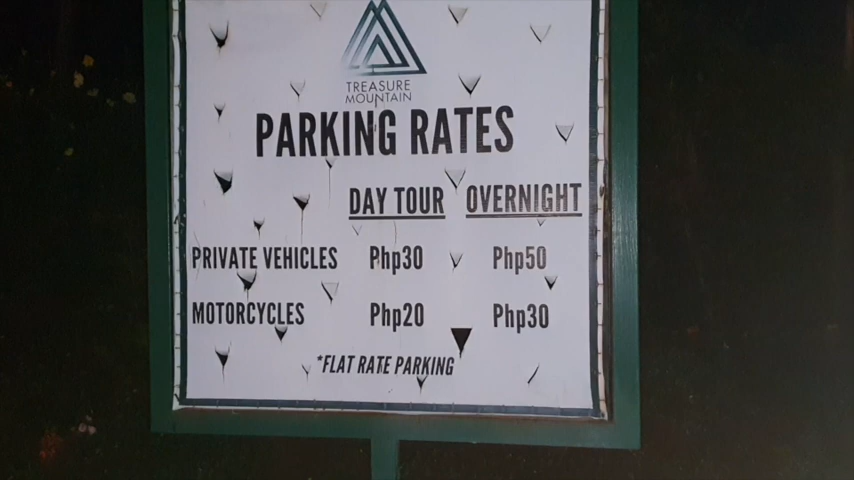 TREASURE
MOUNTAIN
PARKING RATES
DAY TOUR OVERNIGHT
PRIVATE VEHICLES Php30 Php50
MOTORCYCLES Php20 Php30
*FLAT RATE PARKING